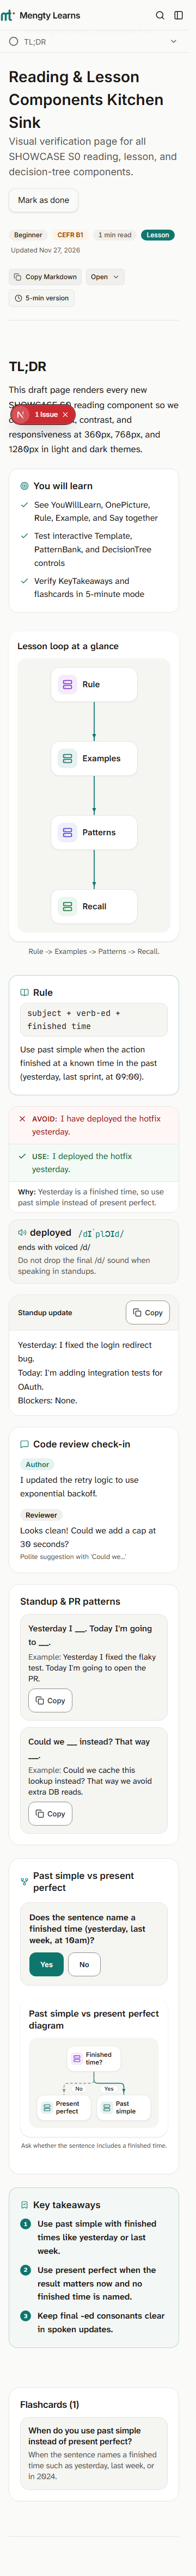 Mengty Learns
TL;DR
Reading & Lesson
Components Kitchen
Sink
Visual verification page for all
SHOWCASE S0 reading, lesson, and
decision-tree components.
Mark as done
Beginner CEFR B1 1 min read Lesson
Updated Nov 27, 2026
Copy Markdown Open
5-min version
TL;DR
This draft page renders every new
reading component so we
contrast, and
responsiveness at 360px, 768px, and
1280px in light and dark themes.
1 Issue
You will learn
See YouWillLearn, OnePicture,
Rule, Example, and Say together
Test interactive Template,
PatternBank, and DecisionTree
controls
Verify KeyTakeaways and
flashcards in 5-minute mode
Lesson loop at a glance
Rule
Examples
Patterns
Recall
Rule -> Examples -> Patterns -> Recall.
Rule
subject + verb-ed +
finished time
Use past simple when the action
finished at a known time in the past
(yesterday, last sprint, at 09:00).
AVOID: I have deployed the hotfix
yesterday.
USE: I deployed the hotfix
yesterday.
Why: Yesterday is a finished time, so use
past simple instead of present perfect.
deployed /dɪˈplɔɪd/
ends with voiced /d/
Do not drop the final /d/ sound when
speaking in standups.
Standup update
Copy
Yesterday: I fixed the login redirect
bug.
Today: I'm adding integration tests for
OAuth.
Blockers: None.
Code review check-in
Author
I updated the retry logic to use
exponential backoff.
Reviewer
Looks clean! Could we add a cap at
30 seconds?
Polite suggestion with 'Could we...'
Standup & PR patterns
Yesterday I ___. Today I'm going
to ___.
Example: Yesterday I fixed the flaky
test. Today I'm going to open the
PR.
Copy
Could we ___ instead? That way
___.
Example: Could we cache this
lookup instead? That way we avoid
extra DB reads.
Copy
Past simple vs present
perfect
Does the sentence name a
finished time (yesterday, last
week, at 10am)?
Yes No
Past simple vs present perfect
diagram
Finished
time?
No Yes
Present
perfect
Past
simple
Ask whether the sentence includes a finished time.
Key takeaways
1 Use past simple with finished
times like yesterday or last
week.
2 Use present perfect when the
result matters now and no
finished time is named.
3 Keep final -ed consonants clear
in spoken updates.
Flashcards (1)
When do you use past simple
instead of present perfect?
When the sentence names a finished
time such as yesterday, last week, or
in 2024.